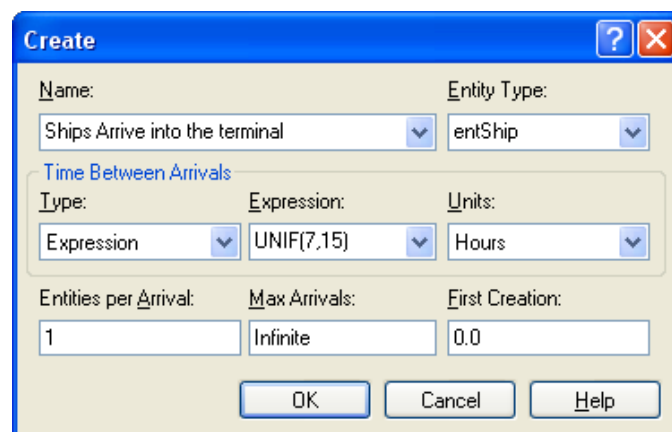 Create
Name: Entity Type:
Ships Arrive into the terminal entShip
Time Between Arrivals
Type: Expression: Units:
Expression UNIF(7,15) Hours
Entities per Arrival: Max Arrivals: First Creation:
1 Infinite 0.0
OK Cancel Help